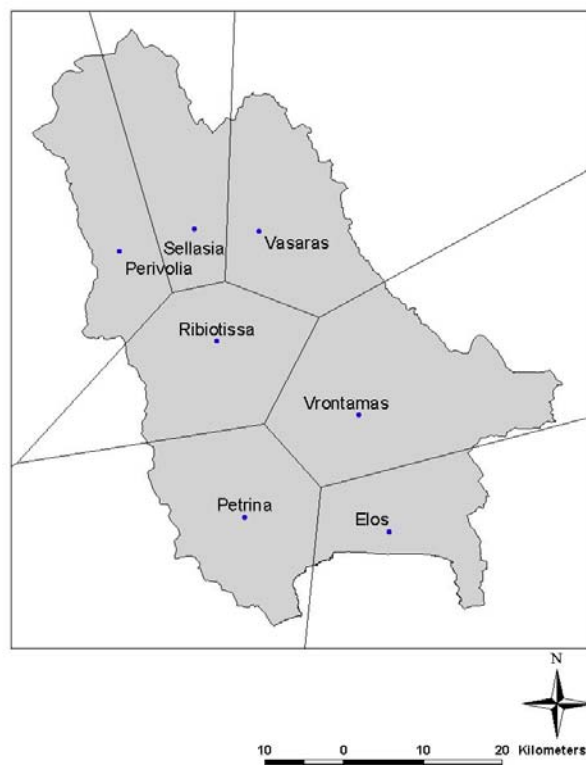 Sellasia
Vasaras
Perivolia
Ribiotissa
Vrontamas
Petrina
Elos
N
10 0 10 20 Kilometers